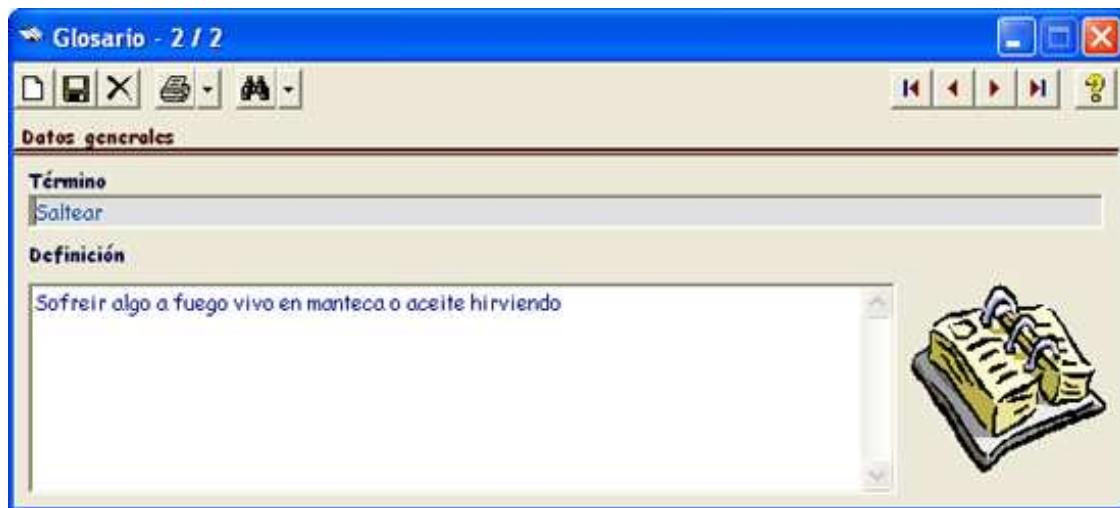 Glosario - 2 / 2
Datos generales
Término
Saltear
Definición
Sofreir algo a fuego vivo en manteca o aceite hirviendo